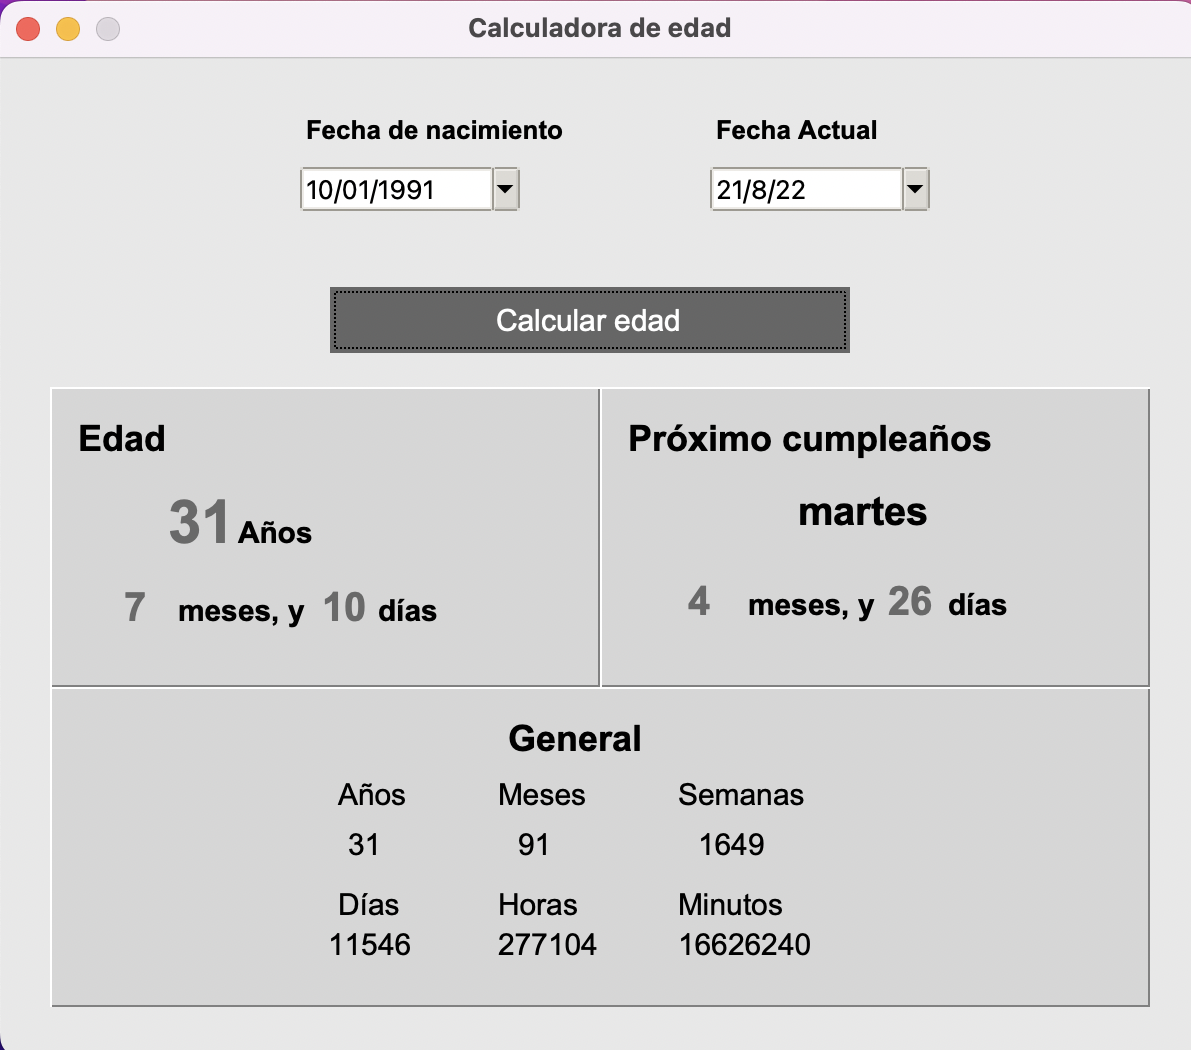 Calculadora de edad
Fecha de nacimiento Fecha Actual
10/01/1991 21/8/22
Calcular edad
Edad
31 Años
7 meses, y 10 días
Próximo cumpleaños
martes
4 meses, y 26 días
General
Años Meses Semanas
31 91 1649
Días Horas Minutos
11546 277104 16626240